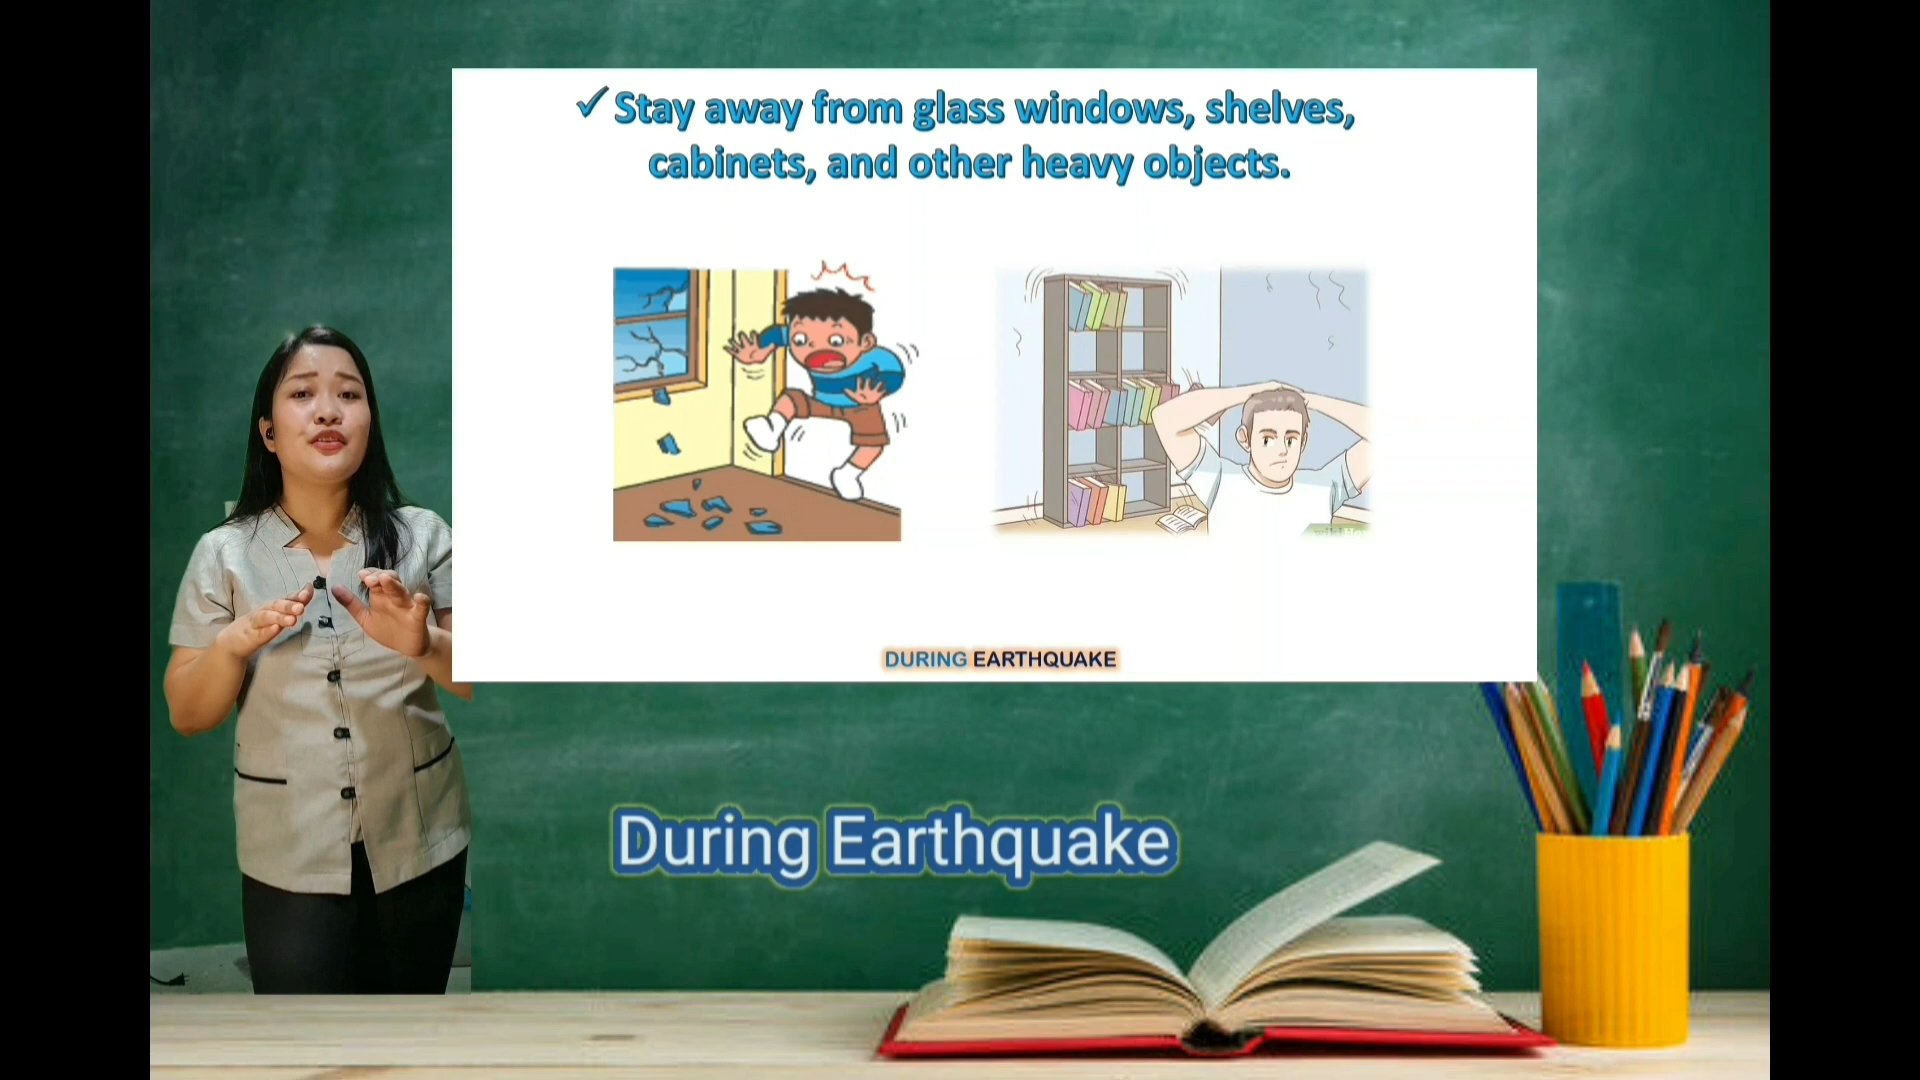 ✓Stay away from glass windows, shelves,
cabinets, and other heavy objects.
DURING EARTHQUAKE
During Earthquake